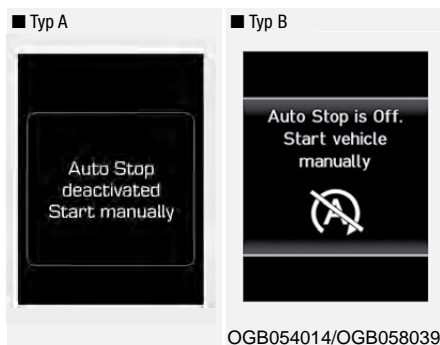 ■ Typ A
Auto Stop
deactivated
Start manually
■ Typ B
Auto Stop is Off.
Start vehicle
manually
A
OGB054014/OGB058039